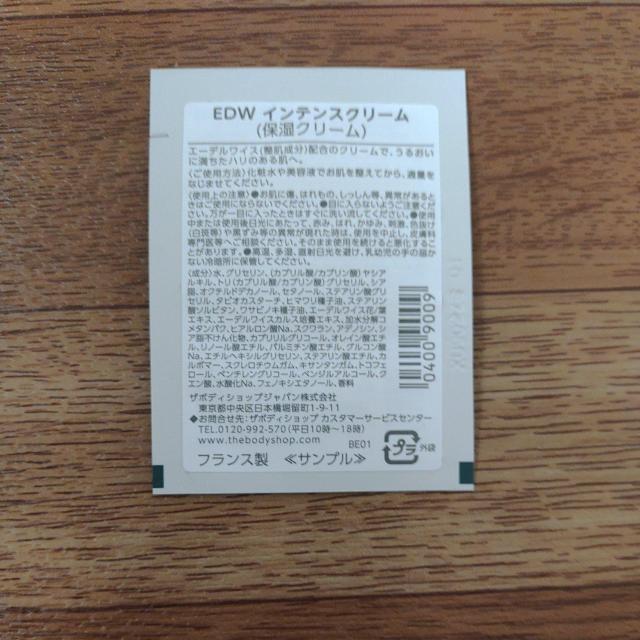 EDW インテンスクリーム
(保湿クリーム)
エーデルワイス(整肌成分)配合のクリームで、うるおい
に満ちたハリのある肌へ。
〈ご使用方法〉化粧水や美容液でお肌を整えてから、適量を
なじませてください。
〈使用上の注意〉●お肌に傷、はれもの、しっしん等、異常があると
きはご使用にならないでください。●目に入らないようご注意く
ださい。万が一目に入ったときはすぐに洗い流してください。●使用中
または使用後日光にあたって、赤み、はれ、かゆみ、刺激、色抜け
(白斑等)や黒ずみ等の異常が現れた時は、使用を中止し、皮膚科
専門医等へご相談ください。そのまま使用を続けると悪化すること
があります。●高温、多湿、直射日光を避け、乳幼児の手の届か
ない冷暗所に保管してください。
〈成分〉水、グリセリン、(カプリル酸/カプリン酸)ヤシア
ルキル、トリ(カプリル酸/カプリン酸)グリセリル、シア
脂、オクチルドデカノール、セタノール、ステアリン酸グリ
セリル、タピオカスターチ、ヒマワリ種子油、ステアリン
酸ソルビタン、ワサビノキ種子油、エーデルワイス花/葉
エキス、エーデルワイスカルス培養エキス、加水分解コ
メタンパク、ヒアルロン酸Na、スクワラン、アデノシン、シ
ア脂不けん化物、カプリリルグリコール、オレイン酸エチ
ル、リノール酸エチル、パルミチン酸エチル、グルコン酸
Na、エチルヘキシルグリセリン、ステアリン酸エチル、カル
ボマー、スクレロチウムガム、キサンタンガム、トコフェ
ロール、ペンチレングリコール、ベンジルアルコール、ク
エン酸、水酸化Na、フェノキシエタノール、香料
ザボディショップジャパン株式会社
東京都中央区日本橋堀留町1-9-11
◆お問合せ先:ザボディショップ カスタマーサービスセンター
TEL.0120-992-570(平日10時〜18時)
www.thebodyshop.com BE01
プラ 外袋
フランス製 ≪サンプル≫
0400 9009